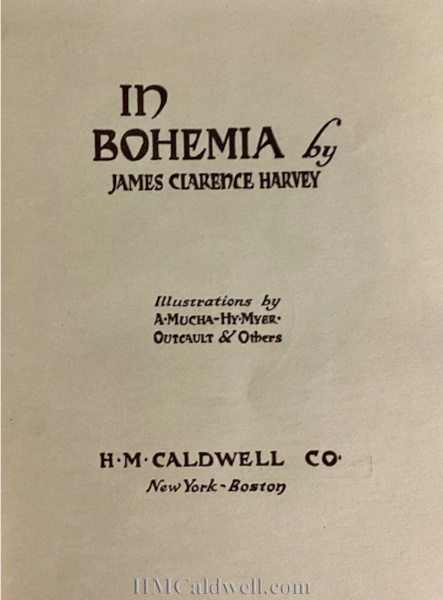 In
BOHEMIA by
JAMES CLARENCE HARVEY
Illustrations by
A·MUCHA-HY·MYER·
OUTCAULT & Others
H·M·CALDWELL CO·
New York - Boston
HMCaldwell.com